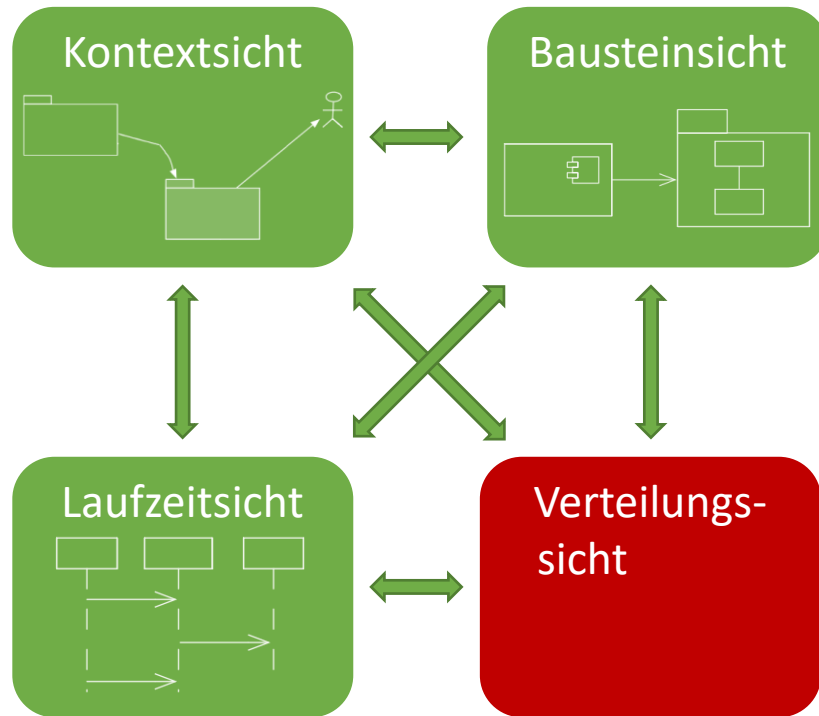 Kontextsicht
Bausteinsicht
Laufzeitsicht
Verteilungs-
sicht